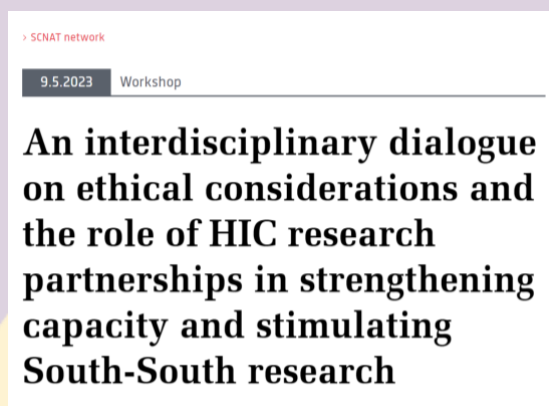 › SCNAT network
9.5.2023 Workshop
An interdisciplinary dialogue
on ethical considerations and
the role of HIC research
partnerships in strengthening
capacity and stimulating
South-South research